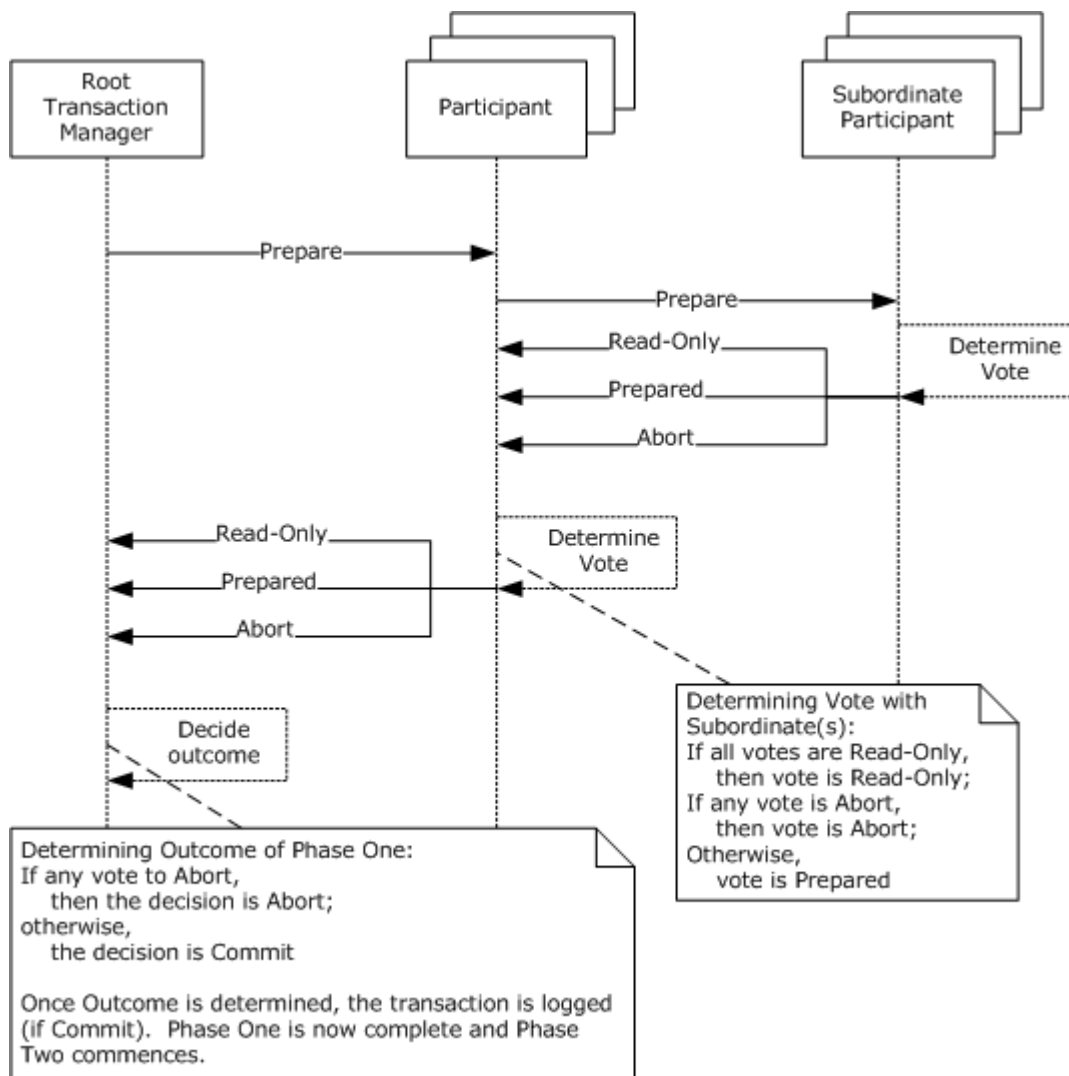 Root
Transaction
Manager
Participant
Subordinate
Participant
Prepare
Prepare
Read-Only
Determine
Vote
Prepared
Abort
Read-Only
Determine
Vote
Prepared
Abort
Decide
outcome
Determining Vote with
Subordinate(s):
If all votes are Read-Only,
then vote is Read-Only;
If any vote is Abort,
then vote is Abort;
Otherwise,
vote is Prepared
Determining Outcome of Phase One:
If any vote to Abort,
then the decision is Abort;
otherwise,
the decision is Commit
Once Outcome is determined, the transaction is logged
(if Commit). Phase One is now complete and Phase
Two commences.